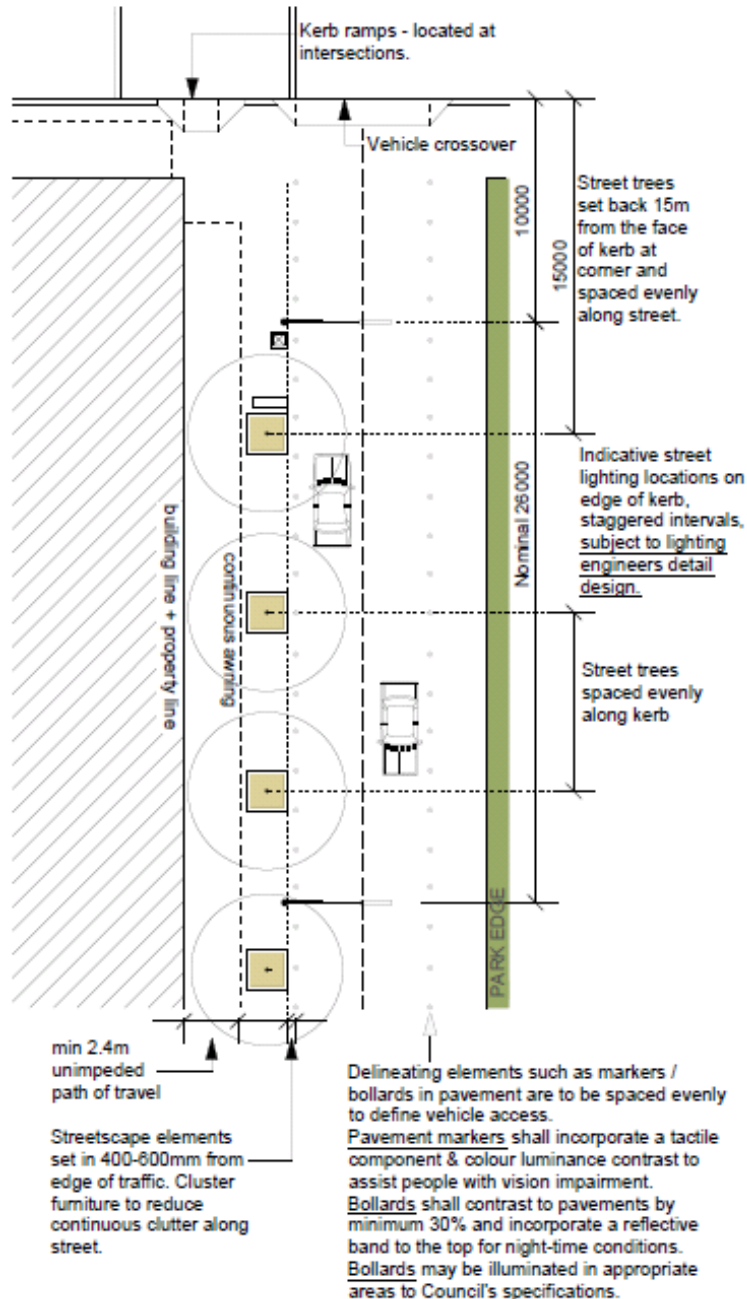 Kerb ramps - located at
intersections.
Vehicle crossover
10000
15000
Street trees
set back 15m
from the face
of kerb at
corner and
spaced evenly
along street.
Indicative street
lighting locations on
edge of kerb,
staggered intervals,
subject to lighting
engineers detail
design.
Nominal 26000
building line + property line
continuous awning
Street trees
spaced evenly
along kerb
PARK EDGE
min 2.4m
unimpeded
path of travel
Streetscape elements
set in 400-600mm from
edge of traffic. Cluster
furniture to reduce
continuous clutter along
street.
Delineating elements such as markers /
bollards in pavement are to be spaced evenly
to define vehicle access.
Pavement markers shall incorporate a tactile
component & colour luminance contrast to
assist people with vision impairment.
Bollards shall contrast to pavements by
minimum 30% and incorporate a reflective
band to the top for night-time conditions.
Bollards may be illuminated in appropriate
areas to Council's specifications.